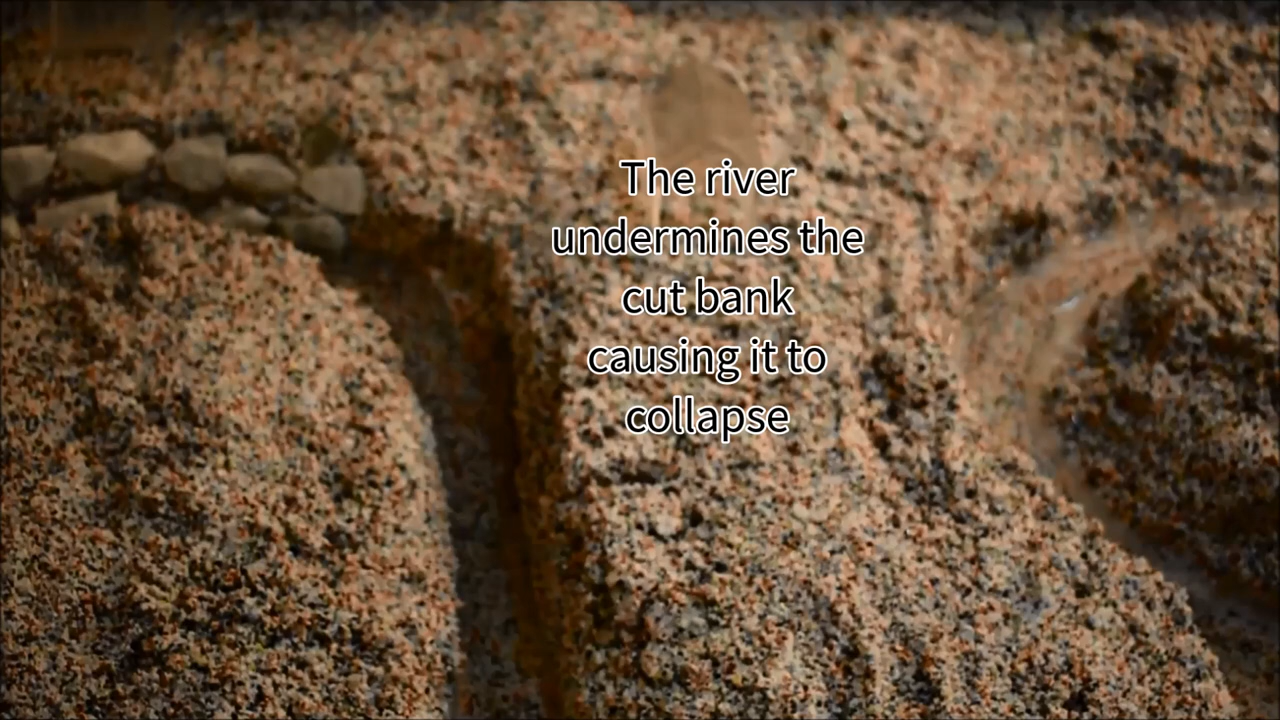 The river
undermines the
cut bank
causing it to
collapse